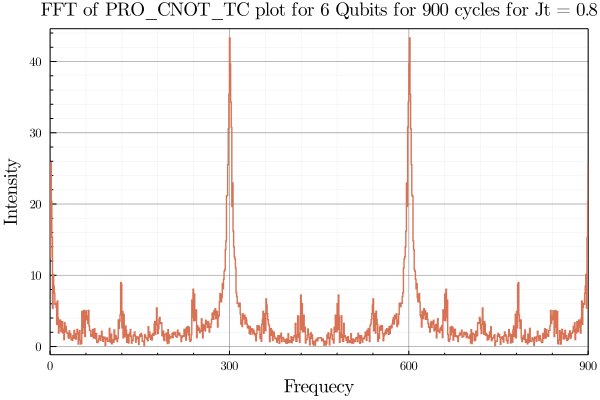 FFT of PRO_CNOT_TC plot for 6 Qubits for 900 cycles for Jt = 0.8
Intensity
40
30
20
10
0
0 300 600 900
Frequecy